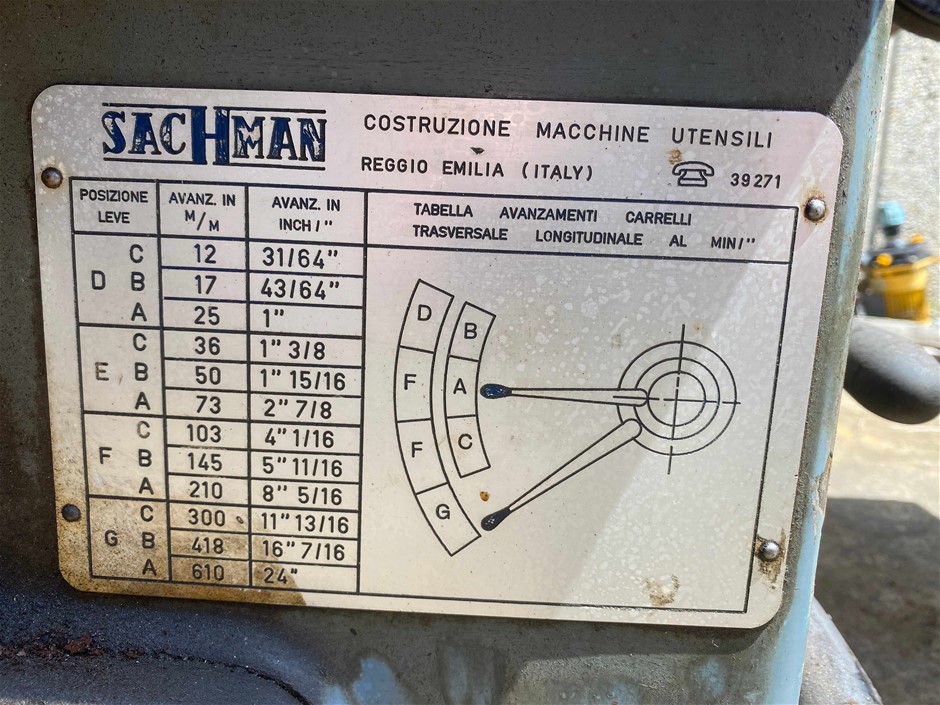 SACHMAN
COSTRUZIONE MACCHINE UTENSILI
REGGIO EMILIA (ITALY) 39271
POSIZIONE LEVE AVANZ. IN M/M AVANZ. IN INCH/"
D C 12 31/64"
B 17 43/64"
A 25 1"
E C 36 1" 3/8
B 50 1" 15/16
A 73 2" 7/8
F C 103 4" 1/16
B 145 5" 11/16
A 210 8" 5/16
G C 300 11" 13/16
B 418 16" 7/16
A 610 24"
TABELLA AVANZAMENTI CARRELLI
TRASVERSALE LONGITUDINALE AL MIN/"
D B
F A
F C
G